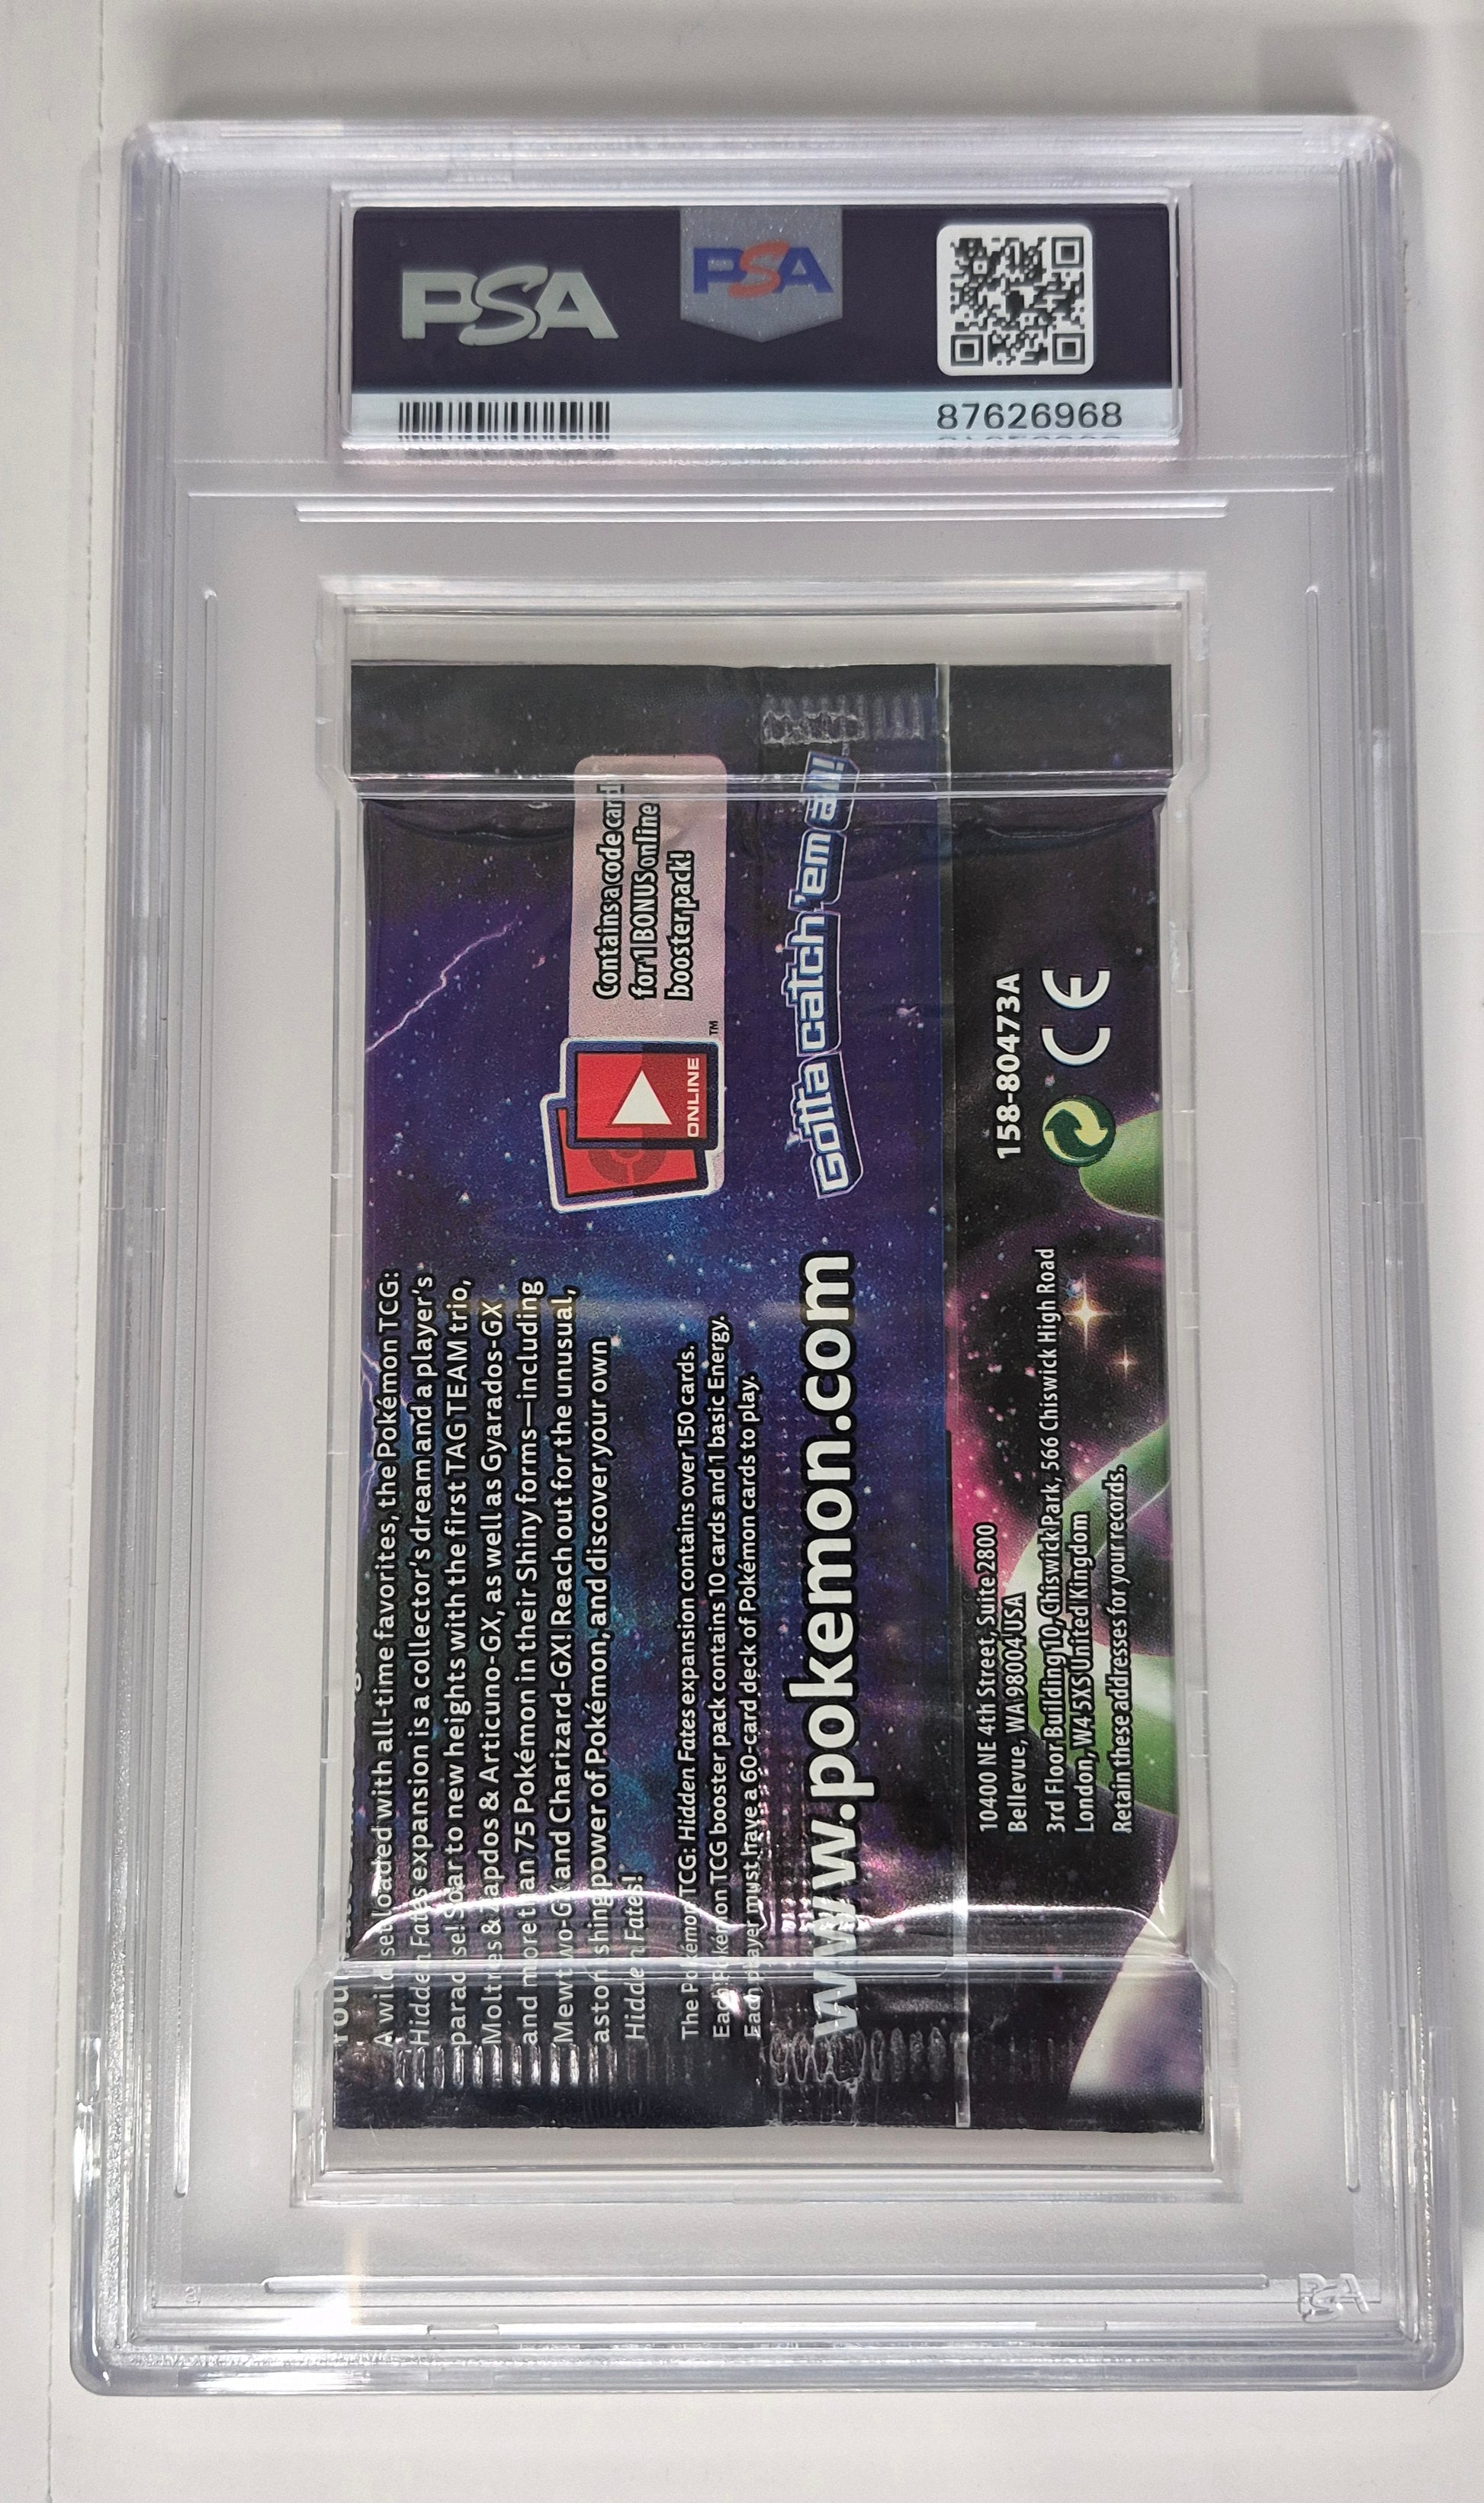 PSA
PSA
87626968
Contains a code card
for 1 BONUS online
booster pack!
ONLINE
TM
Gotta catch 'em all!
A wild set loaded with all-time favorites, the Pokémon TCG:
Hidden Fates expansion is a collector's dream and a player's
paradise! Soar to new heights with the first TAG TEAM trio,
Moltres & Zapdos & Articuno-GX, as well as Gyarados-GX
and more than 75 Pokémon in their Shiny forms—including
Mewtwo-GX and Charizard-GX! Reach out for the unusual,
astonishing power of Pokémon, and discover your own
Hidden Fates!
The Pokémon TCG: Hidden Fates expansion contains over 150 cards.
Each Pokémon TCG booster pack contains 10 cards and 1 basic Energy.
Each player must have a 60-card deck of Pokémon cards to play.
www.pokemon.com
158-80473A
CE
10400 NE 4th Street, Suite 2800
Bellevue, WA 98004 USA
3rd Floor Building 10, Chiswick Park, 566 Chiswick High Road
London, W4 5XS United Kingdom
Retain these addresses for your records.
PSA